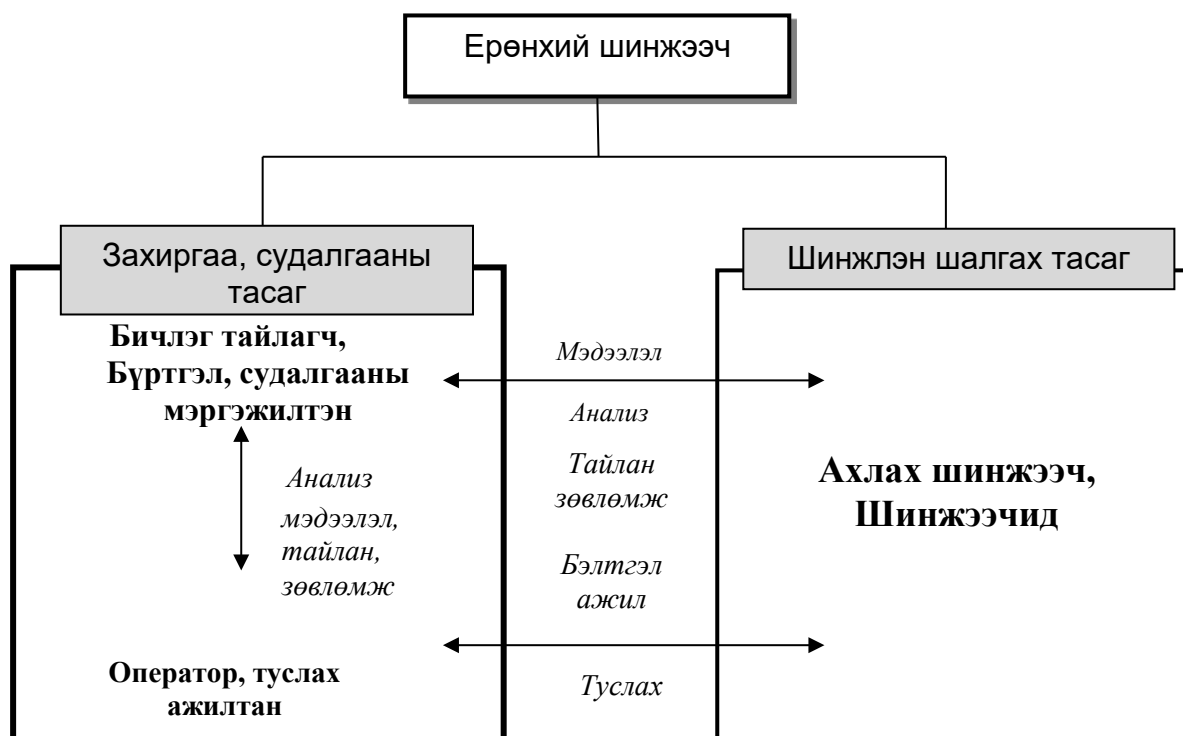 Ерөнхий шинжээч
Захиргаа, судалгааны
тасаг
Шинжлэн шалгах тасаг
Бичлэг тайлагч,
Бүртгэл, судалгааны
мэргэжилтэн
Анализ
мэдээлэл,
тайлан,
зөвлөмж
Оператор, туслах
ажилтан
Мэдээлэл
Анализ
Тайлан
зөвлөмж
Бэлтгэл
ажил
Туслах
Ахлах шинжээч,
Шинжээчид